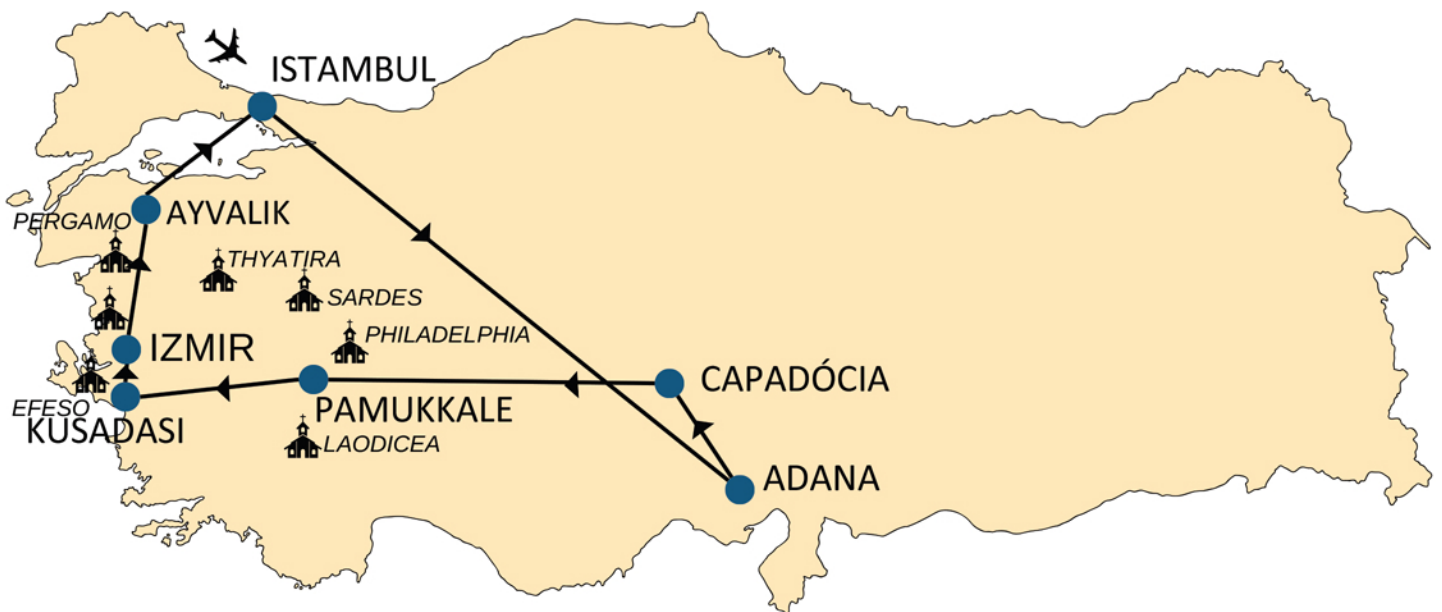 ISTAMBUL
PERGAMO
AYVALIK
THYATIRA
SARDES
PHILADELPHIA
IZMIR
CAPADÓCIA
EFESO
PAMUKKALE
KUSADASI
LAODICEA
ADANA